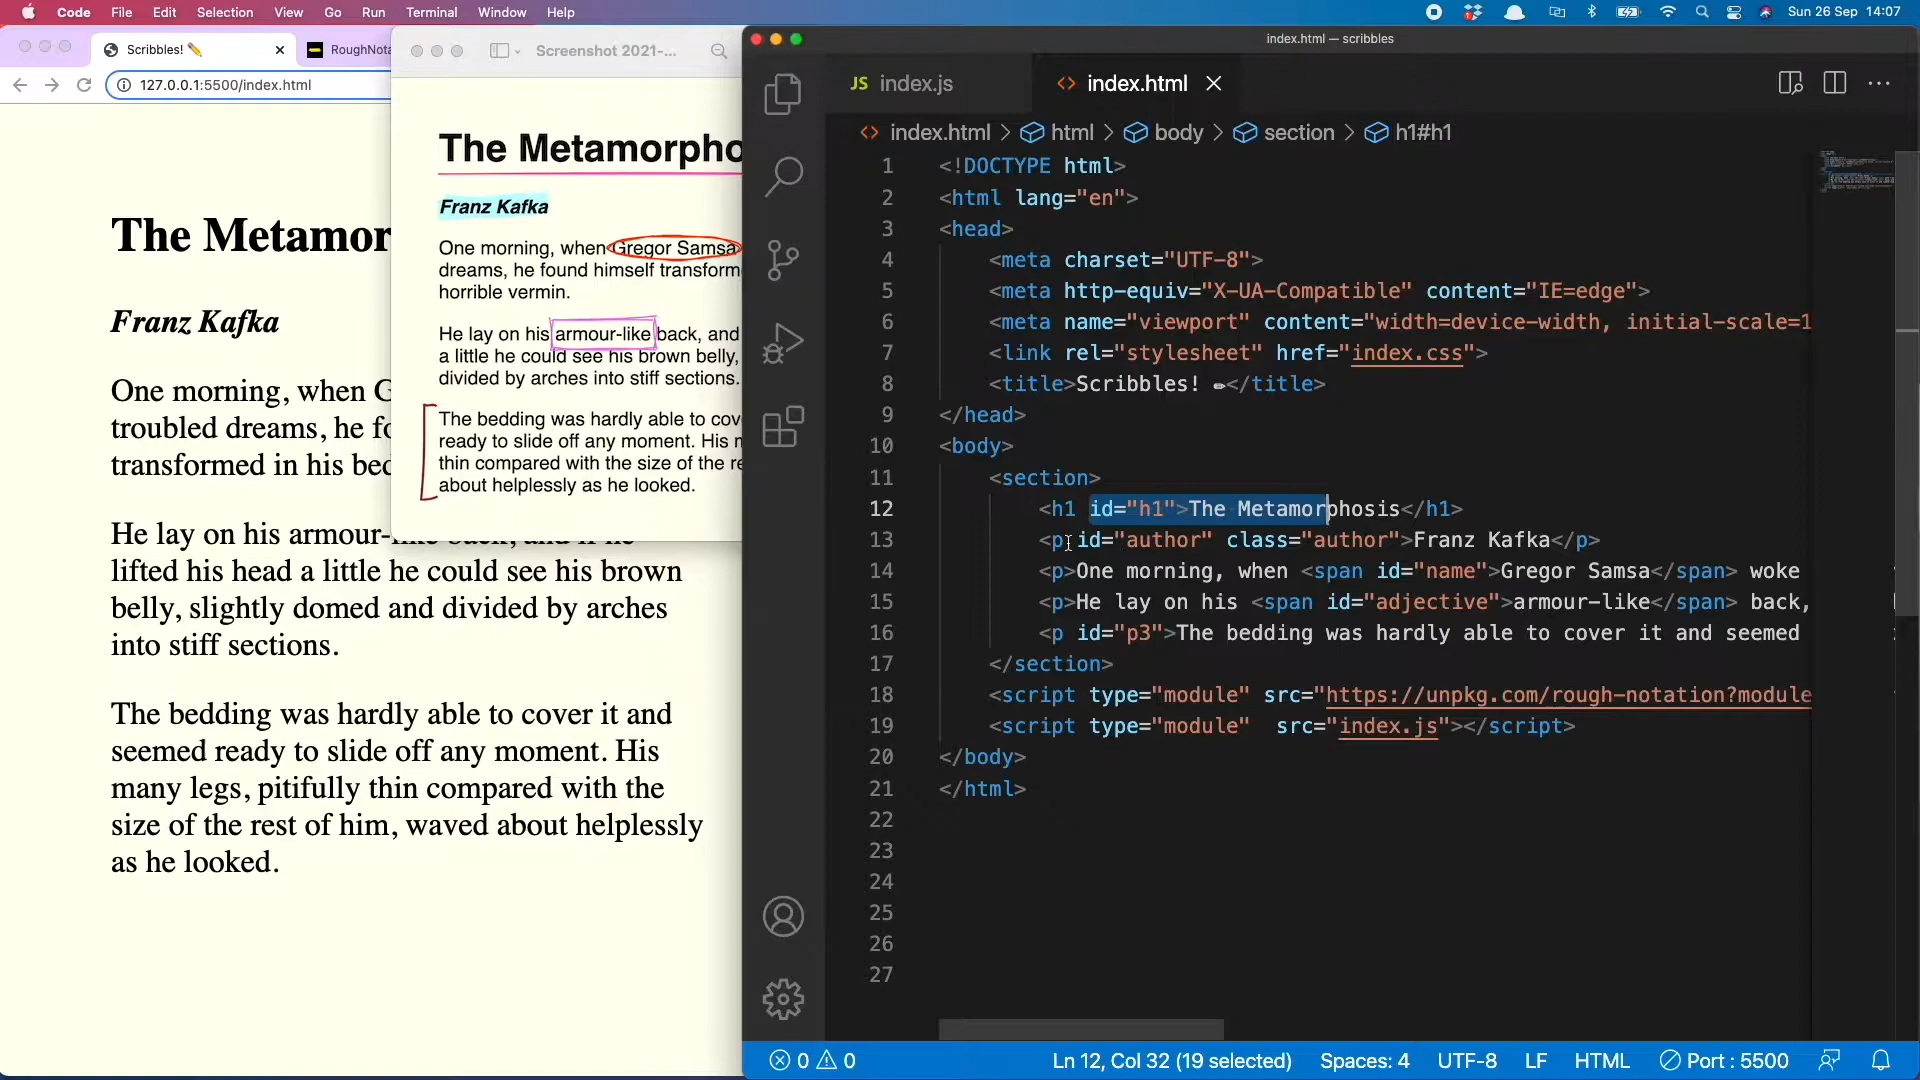 Code File Edit Selection View Go Run Terminal Window Help
Sun 26 Sep 14:07
Scribbles! ✏️
RoughNota
127.0.0.1:5500/index.html
The Metamor
Franz Kafka
One morning, when G
troubled dreams, he fo
transformed in his bed
He lay on his armour-like back, and if he
lifted his head a little he could see his brown
belly, slightly domed and divided by arches
into stiff sections.
The bedding was hardly able to cover it and
seemed ready to slide off any moment. His
many legs, pitifully thin compared with the
size of the rest of him, waved about helplessly
as he looked.
Screenshot 2021-...
The Metamorpho
Franz Kafka
One morning, when Gregor Samsa
dreams, he found himself transform
horrible vermin.
He lay on his armour-like back, and
a little he could see his brown belly,
divided by arches into stiff sections.
The bedding was hardly able to cov
ready to slide off any moment. His m
thin compared with the size of the re
about helplessly as he looked.
index.html — scribbles
JS index.js
<> index.html
<> index.html > html > body > section > h1#h1
1 <!DOCTYPE html>
2 <html lang="en">
3 <head>
4 <meta charset="UTF-8">
5 <meta http-equiv="X-UA-Compatible" content="IE=edge">
6 <meta name="viewport" content="width=device-width, initial-scale=1
7 <link rel="stylesheet" href="index.css">
8 <title>Scribbles! ✏</title>
9 </head>
10 <body>
11 <section>
12 <h1 id="h1">The Metamorphosis</h1>
13 <p id="author" class="author">Franz Kafka</p>
14 <p>One morning, when <span id="name">Gregor Samsa</span> woke
15 <p>He lay on his <span id="adjective">armour-like</span> back,
16 <p id="p3">The bedding was hardly able to cover it and seemed
17 </section>
18 <script type="module" src="https://unpkg.com/rough-notation?module
19 <script type="module"  src="index.js"></script>
20 </body>
21 </html>
22
23
24
25
26
27
0 0
Ln 12, Col 32 (19 selected) Spaces: 4 UTF-8 LF HTML Port : 5500